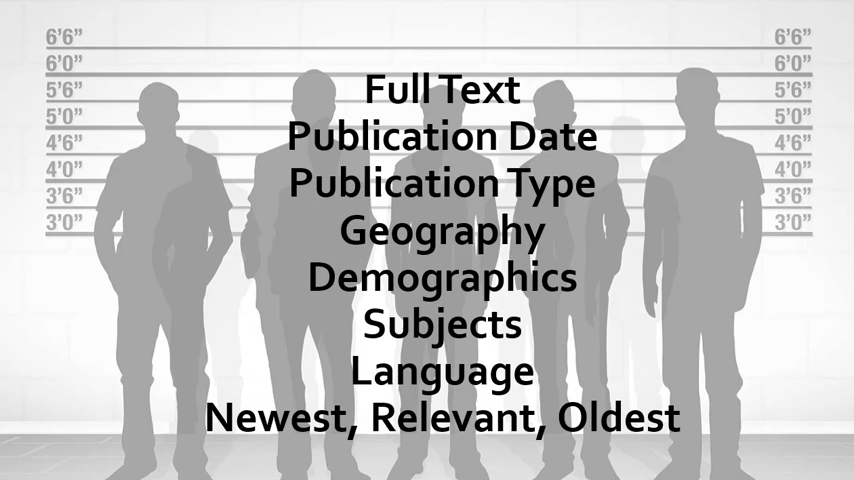 6'6" 6'6"
6'0" 6'0"
5'6" 5'6"
5'0" 5'0"
4'6" 4'6"
4'0" 4'0"
3'6" 3'6"
3'0" 3'0"
Full Text
Publication Date
Publication Type
Geography
Demographics
Subjects
Language
Newest, Relevant, Oldest